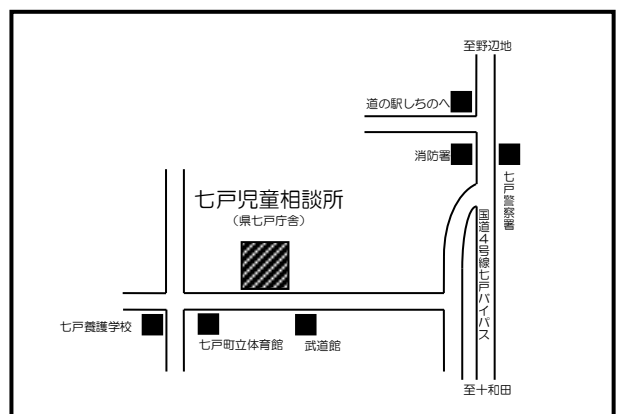 至野辺地
道の駅しちのへ
消防署
七戸警察署
七戸児童相談所
（県七戸庁舎）
国道４号線七戸バイパス
七戸養護学校
七戸町立体育館
武道館
至十和田